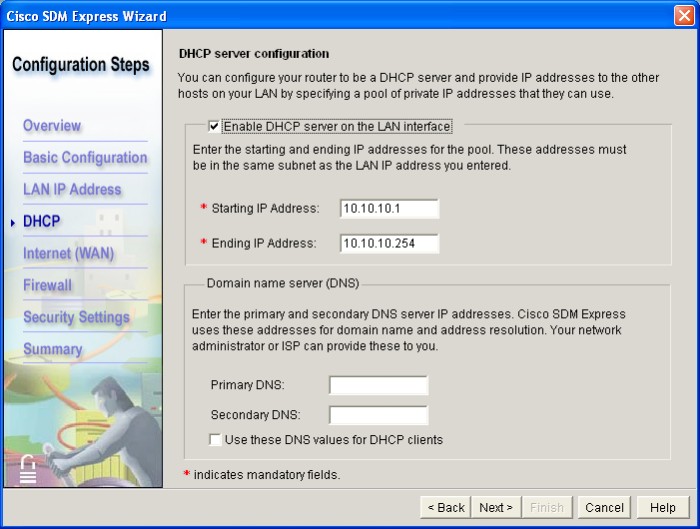 Cisco SDM Express Wizard
Configuration Steps
Overview
Basic Configuration
LAN IP Address
DHCP
Internet (WAN)
Firewall
Security Settings
Summary
DHCP server configuration
You can configure your router to be a DHCP server and provide IP addresses to the other
hosts on your LAN by specifying a pool of private IP addresses that they can use.
Enable DHCP server on the LAN interface
Enter the starting and ending IP addresses for the pool. These addresses must
be in the same subnet as the LAN IP address you entered.
* Starting IP Address: 10.10.10.1
* Ending IP Address: 10.10.10.254
Domain name server (DNS)
Enter the primary and secondary DNS server IP addresses. Cisco SDM Express
uses these addresses for domain name and address resolution. Your network
administrator or ISP can provide these to you.
Primary DNS:
Secondary DNS:
Use these DNS values for DHCP clients
* indicates mandatory fields.
< Back Next > Finish Cancel Help